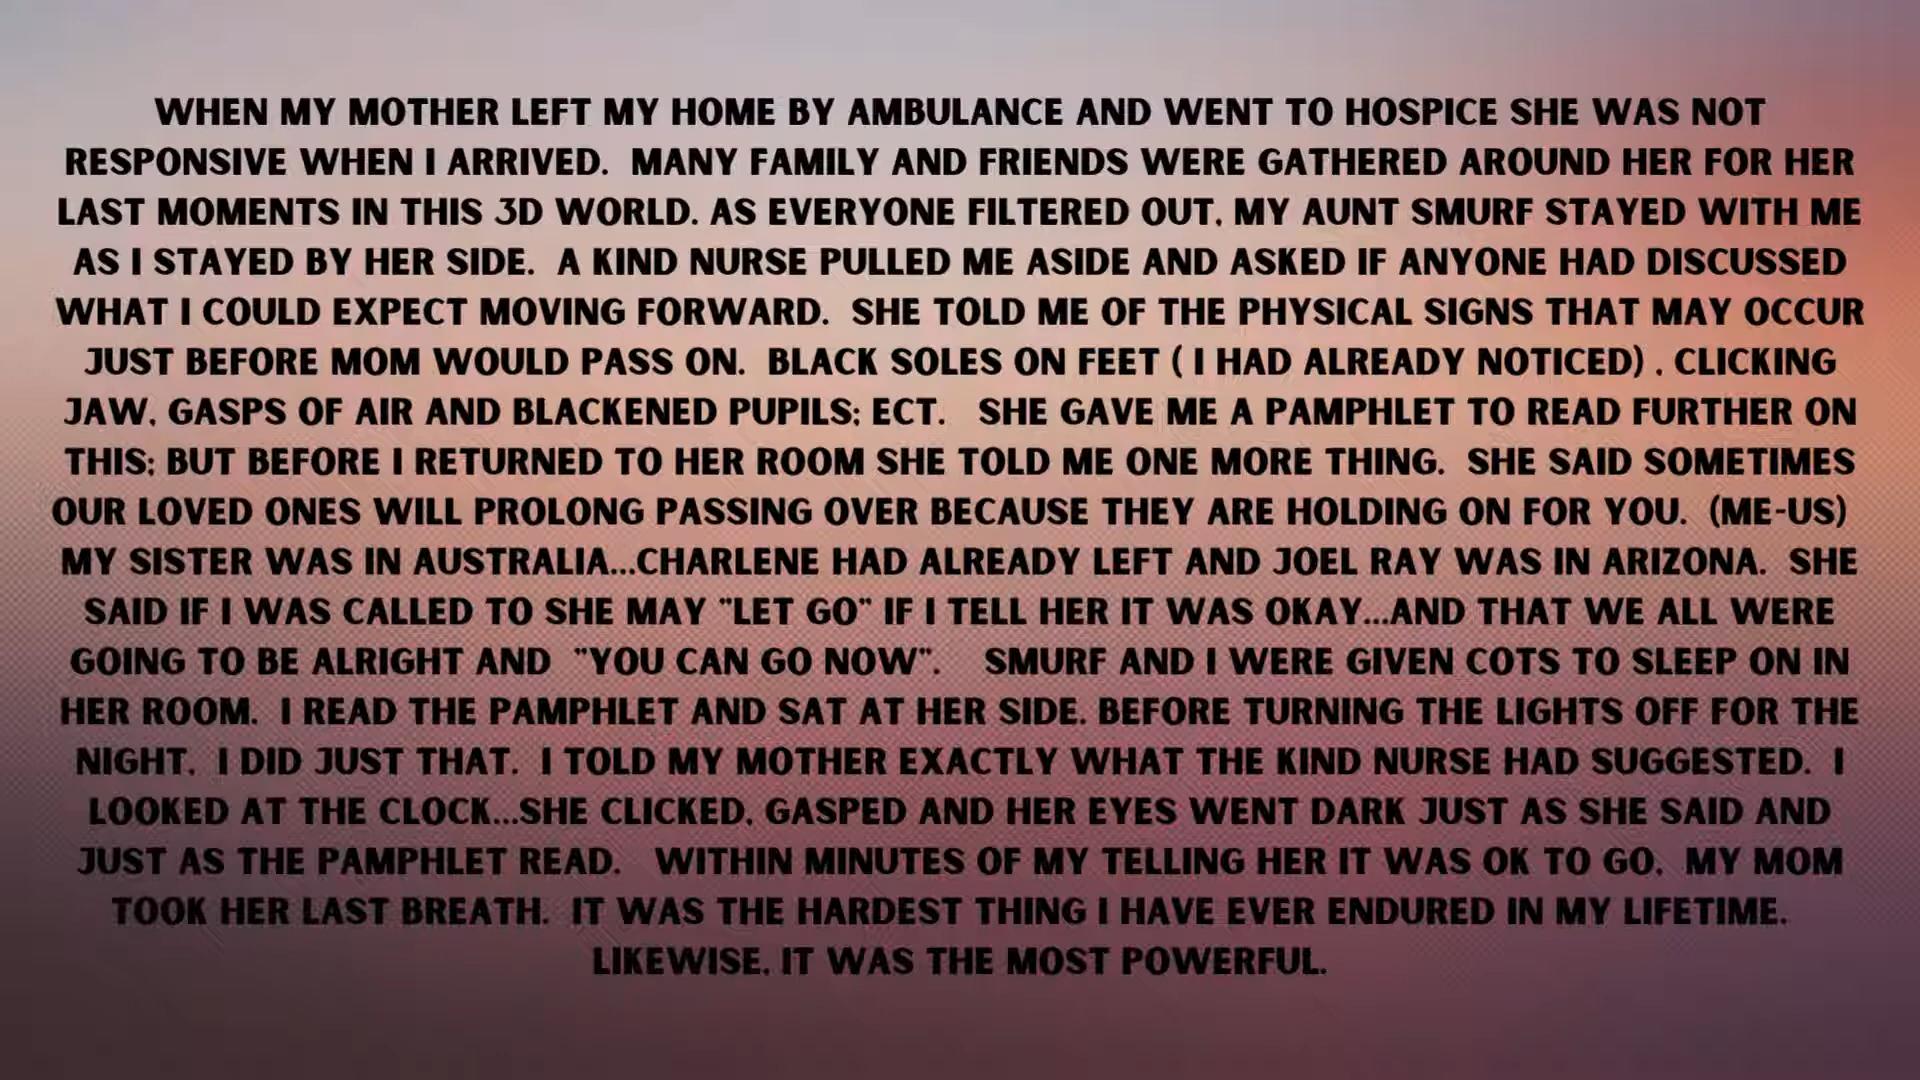 WHEN MY MOTHER LEFT MY HOME BY AMBULANCE AND WENT TO HOSPICE SHE WAS NOT
RESPONSIVE WHEN I ARRIVED. MANY FAMILY AND FRIENDS WERE GATHERED AROUND HER FOR HER
LAST MOMENTS IN THIS 3D WORLD. AS EVERYONE FILTERED OUT, MY AUNT SMURF STAYED WITH ME
AS I STAYED BY HER SIDE. A KIND NURSE PULLED ME ASIDE AND ASKED IF ANYONE HAD DISCUSSED
WHAT I COULD EXPECT MOVING FORWARD. SHE TOLD ME OF THE PHYSICAL SIGNS THAT MAY OCCUR
JUST BEFORE MOM WOULD PASS ON. BLACK SOLES ON FEET ( I HAD ALREADY NOTICED) , CLICKING
JAW, GASPS OF AIR AND BLACKENED PUPILS; ECT. SHE GAVE ME A PAMPHLET TO READ FURTHER ON
THIS; BUT BEFORE I RETURNED TO HER ROOM SHE TOLD ME ONE MORE THING. SHE SAID SOMETIMES
OUR LOVED ONES WILL PROLONG PASSING OVER BECAUSE THEY ARE HOLDING ON FOR YOU. (ME-US)
MY SISTER WAS IN AUSTRALIA...CHARLENE HAD ALREADY LEFT AND JOEL RAY WAS IN ARIZONA. SHE
SAID IF I WAS CALLED TO SHE MAY "LET GO" IF I TELL HER IT WAS OKAY...AND THAT WE ALL WERE
GOING TO BE ALRIGHT AND "YOU CAN GO NOW". SMURF AND I WERE GIVEN COTS TO SLEEP ON IN
HER ROOM. I READ THE PAMPHLET AND SAT AT HER SIDE. BEFORE TURNING THE LIGHTS OFF FOR THE
NIGHT, I DID JUST THAT. I TOLD MY MOTHER EXACTLY WHAT THE KIND NURSE HAD SUGGESTED. I
LOOKED AT THE CLOCK...SHE CLICKED, GASPED AND HER EYES WENT DARK JUST AS SHE SAID AND
JUST AS THE PAMPHLET READ. WITHIN MINUTES OF MY TELLING HER IT WAS OK TO GO, MY MOM
TOOK HER LAST BREATH. IT WAS THE HARDEST THING I HAVE EVER ENDURED IN MY LIFETIME.
LIKEWISE, IT WAS THE MOST POWERFUL.